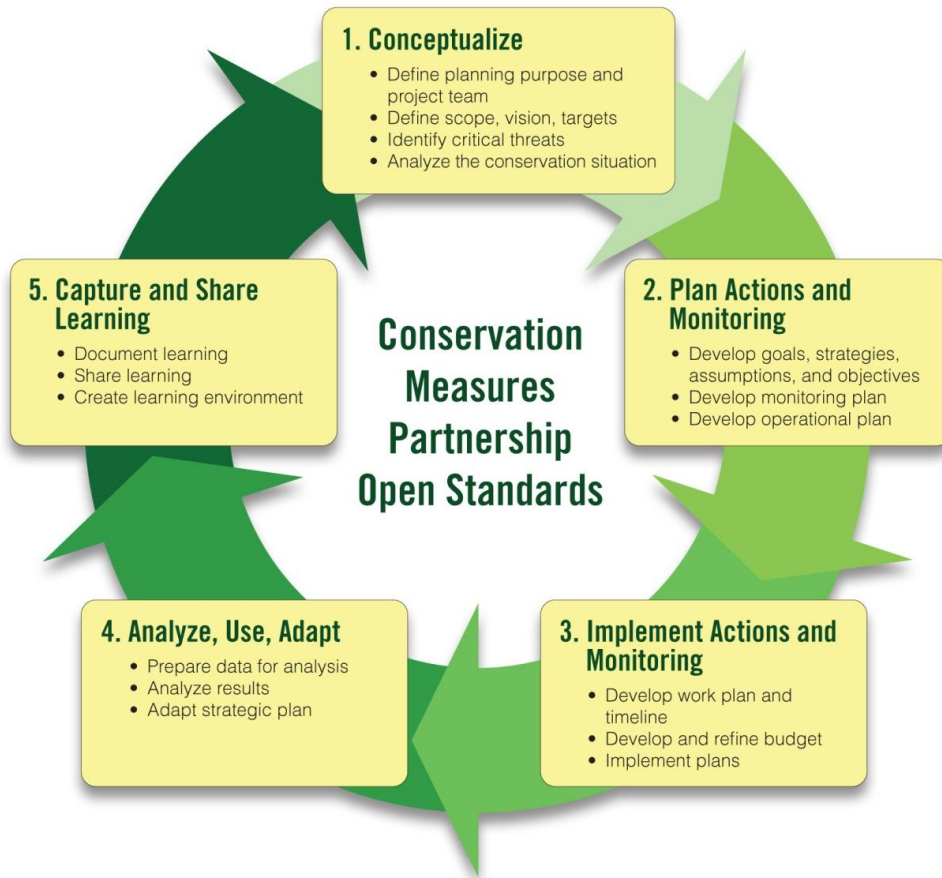 1. Conceptualize
• Define planning purpose and
project team
• Define scope, vision, targets
• Identify critical threats
• Analyze the conservation situation
2. Plan Actions and
Monitoring
• Develop goals, strategies,
assumptions, and objectives
• Develop monitoring plan
• Develop operational plan
3. Implement Actions and
Monitoring
• Develop work plan and
timeline
• Develop and refine budget
• Implement plans
4. Analyze, Use, Adapt
• Prepare data for analysis
• Analyze results
• Adapt strategic plan
5. Capture and Share
Learning
• Document learning
• Share learning
• Create learning environment
Conservation
Measures
Partnership
Open Standards